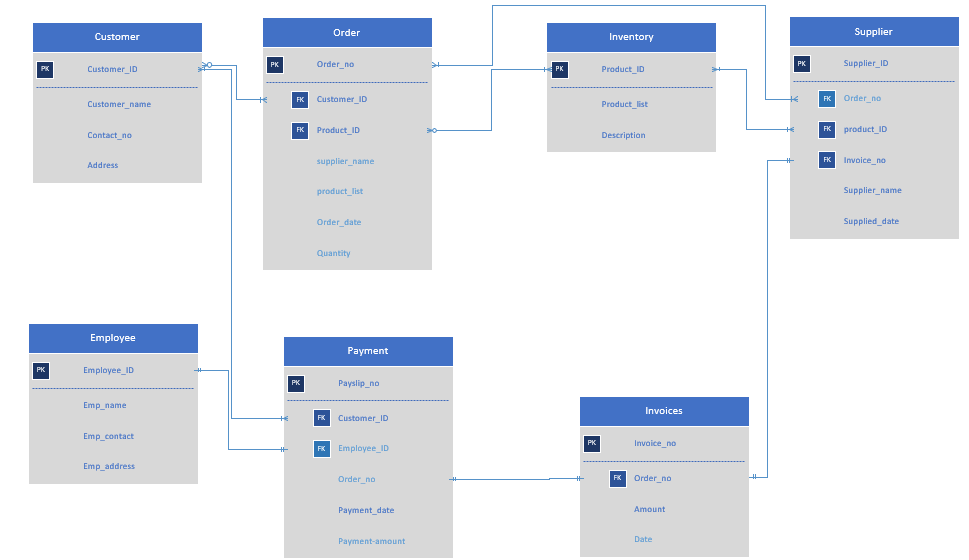 Customer
PK Customer_ID
Customer_name
Contact_no
Address
Order
PK Order_no
FK Customer_ID
FK Product_ID
supplier_name
product_list
Order_date
Quantity
Inventory
PK Product_ID
Product_list
Description
Supplier
PK Supplier_ID
FK Order_no
FK product_ID
FK Invoice_no
Supplier_name
Supplied_date
Employee
PK Employee_ID
Emp_name
Emp_contact
Emp_address
Payment
PK Payslip_no
FK Customer_ID
FK Employee_ID
Order_no
Payment_date
Payment-amount
Invoices
PK Invoice_no
FK Order_no
Amount
Date